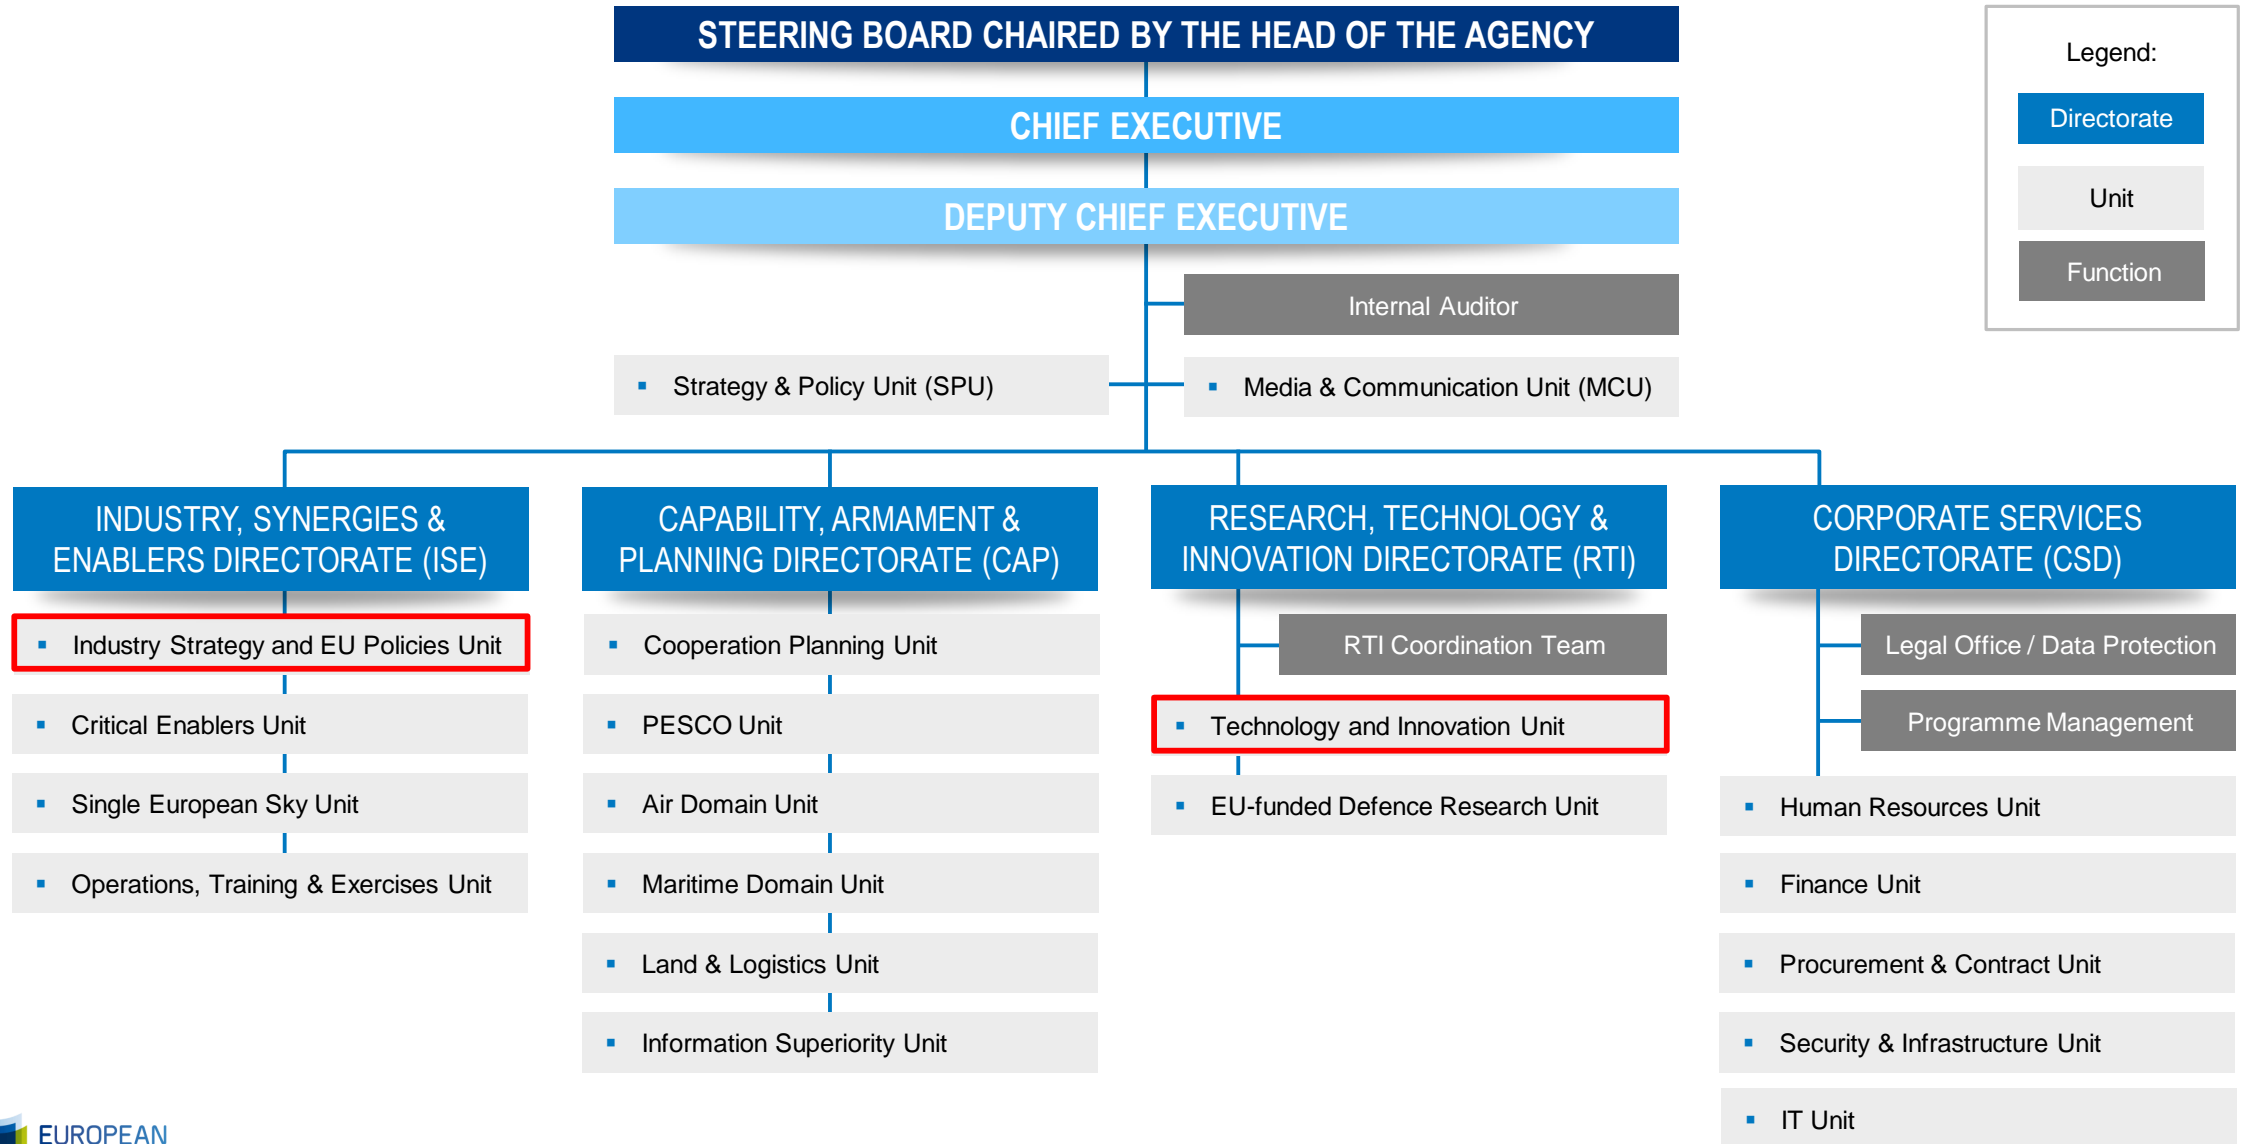 STEERING BOARD CHAIRED BY THE HEAD OF THE AGENCY
CHIEF EXECUTIVE
DEPUTY CHIEF EXECUTIVE
Legend:
Directorate
Unit
Function
Internal Auditor
▪ Strategy & Policy Unit (SPU)
▪ Media & Communication Unit (MCU)
INDUSTRY, SYNERGIES &
ENABLERS DIRECTORATE (ISE)
▪ Industry Strategy and EU Policies Unit
▪ Critical Enablers Unit
▪ Single European Sky Unit
▪ Operations, Training & Exercises Unit
CAPABILITY, ARMAMENT &
PLANNING DIRECTORATE (CAP)
▪ Cooperation Planning Unit
▪ PESCO Unit
▪ Air Domain Unit
▪ Maritime Domain Unit
▪ Land & Logistics Unit
▪ Information Superiority Unit
RESEARCH, TECHNOLOGY &
INNOVATION DIRECTORATE (RTI)
RTI Coordination Team
▪ Technology and Innovation Unit
▪ EU-funded Defence Research Unit
CORPORATE SERVICES
DIRECTORATE (CSD)
Legal Office / Data Protection
Programme Management
▪ Human Resources Unit
▪ Finance Unit
▪ Procurement & Contract Unit
▪ Security & Infrastructure Unit
▪ IT Unit
EUROPEAN